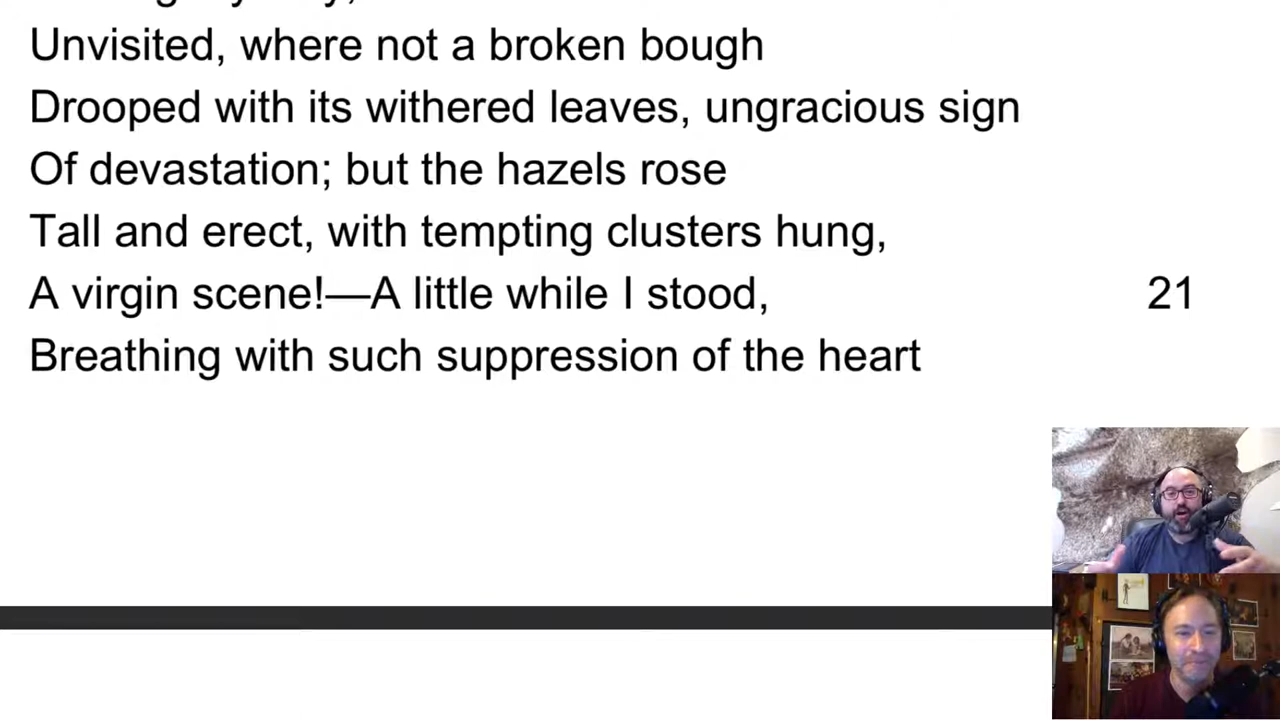 Unvisited, where not a broken bough
Drooped with its withered leaves, ungracious sign
Of devastation; but the hazels rose
Tall and erect, with tempting clusters hung,
A virgin scene!—A little while I stood, 21
Breathing with such suppression of the heart